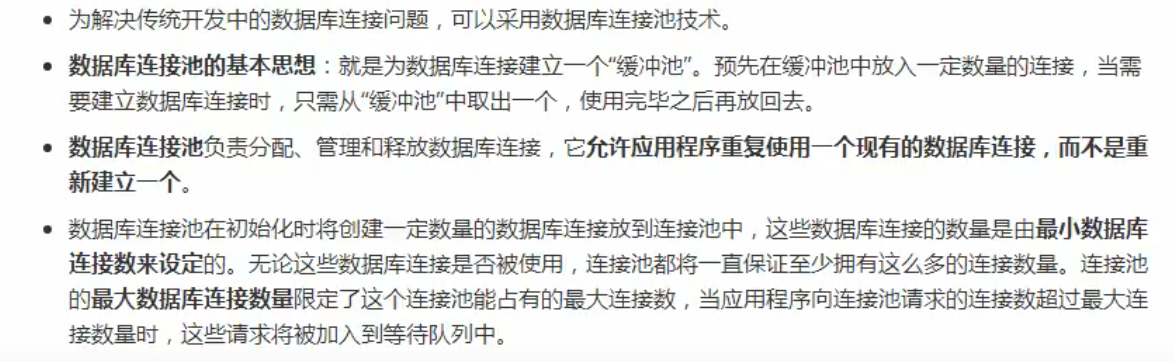 为解决传统开发中的数据库连接问题，可以采用数据库连接池技术。
数据库连接池的基本思想：就是为数据库连接建立一个“缓冲池”。预先在缓冲池中放入一定数量的连接，当需
要建立数据库连接时，只需从“缓冲池”中取出一个，使用完毕之后再放回去。
数据库连接池负责分配、管理和释放数据库连接，它允许应用程序重复使用一个现有的数据库连接，而不是重
新建立一个。
数据库连接池在初始化时将创建一定数量的数据库连接放到连接池中，这些数据库连接的数量是由最小数据库
连接数来设定的。无论这些数据库连接是否被使用，连接池都将一直保证至少拥有这么多的连接数量。连接池
的最大数据库连接数量限定了这个连接池能占有的最大连接数，当应用程序向连接池请求的连接数超过最大连
接数量时，这些请求将被加入到等待队列中。